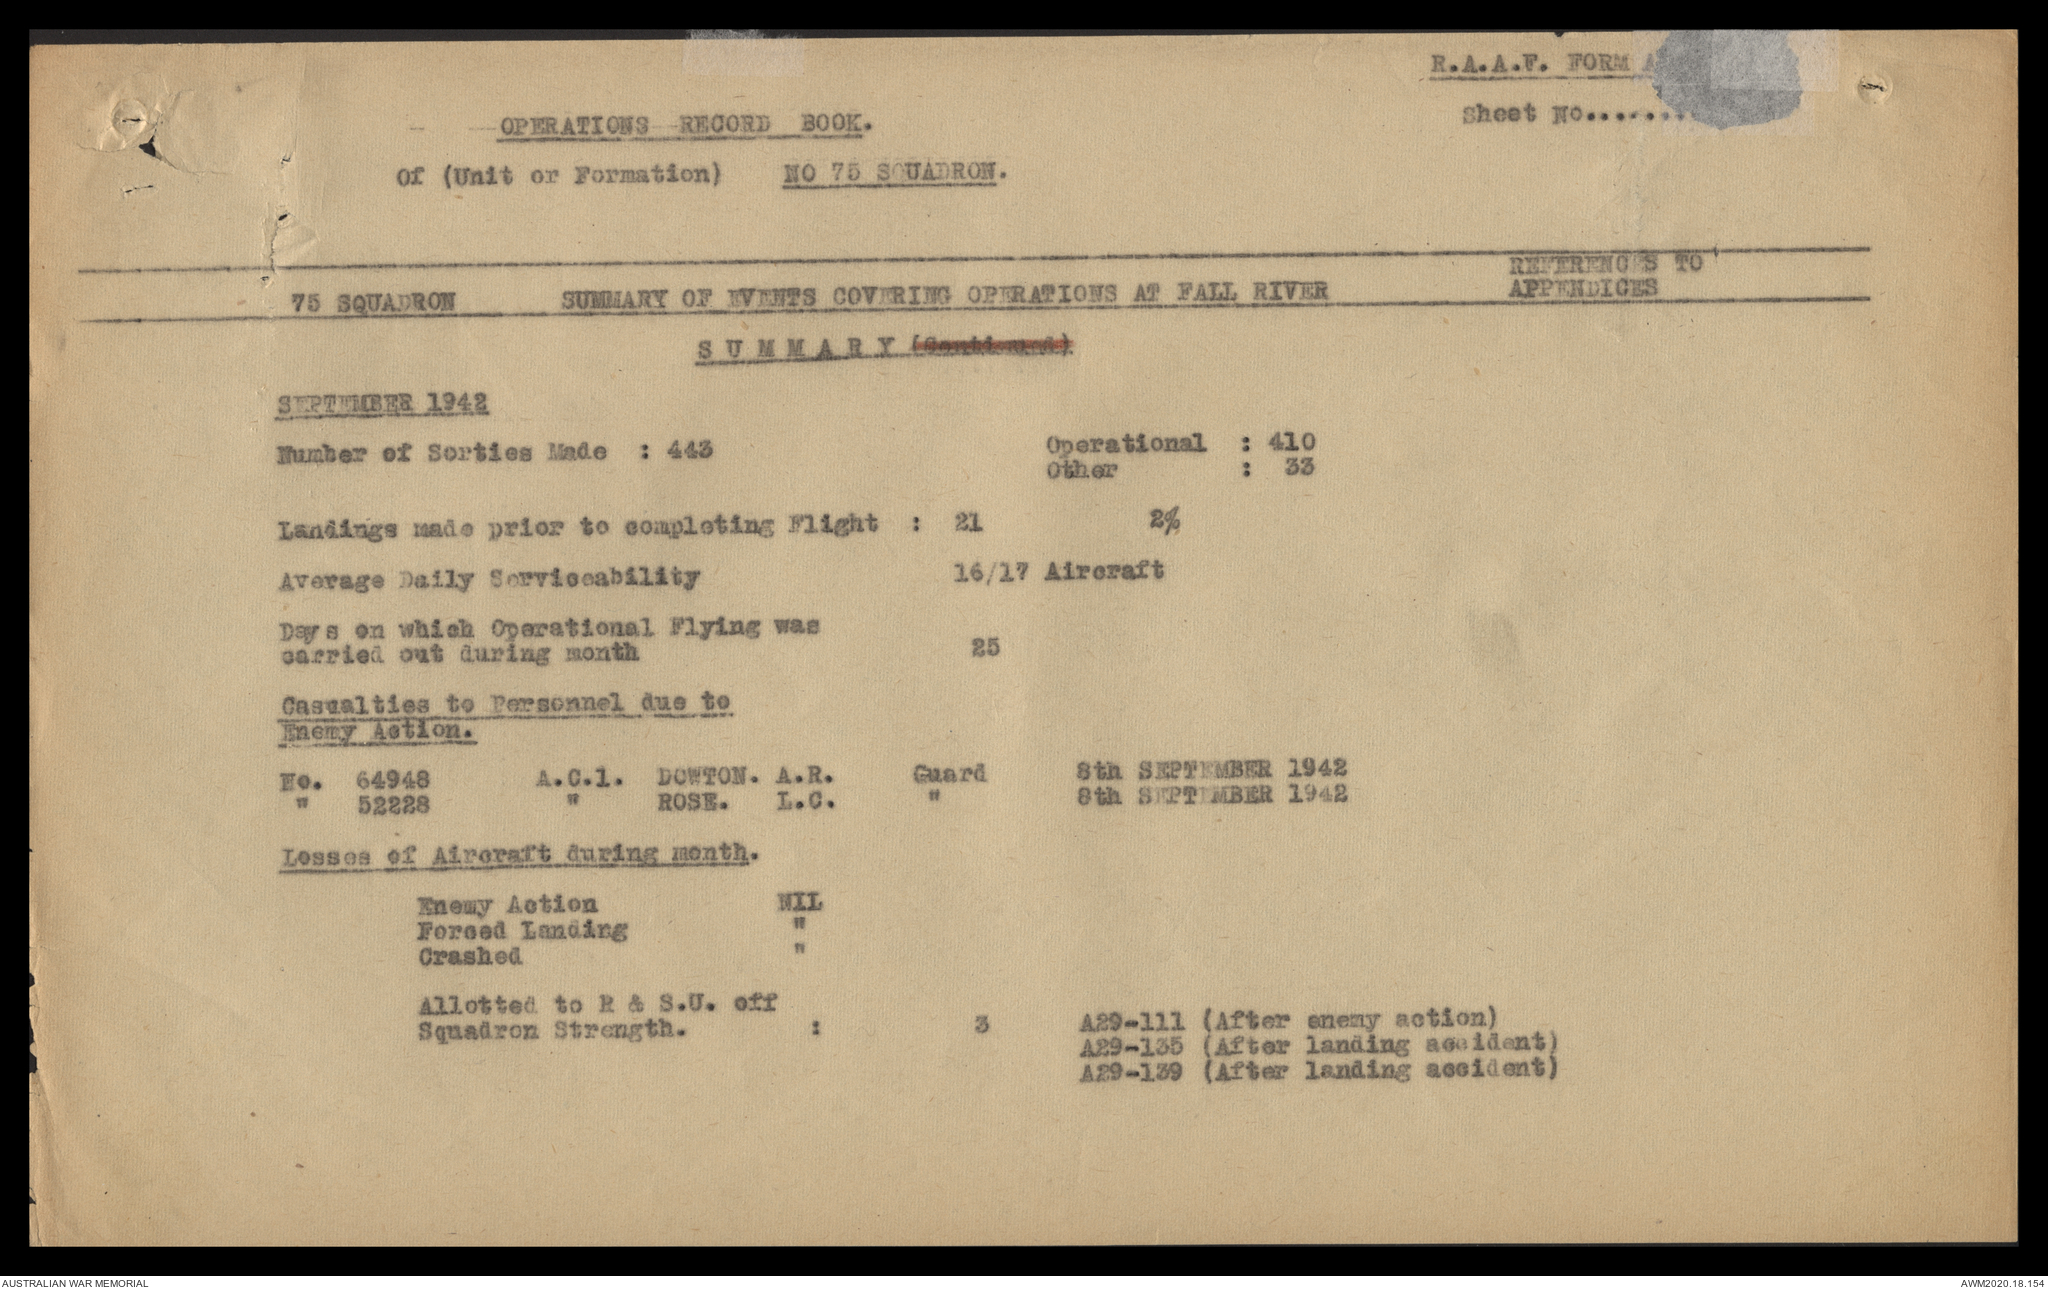 R.A.A.F. FORM A
Sheet No........
OPERATIONS RECORD BOOK.
Of (Unit or Formation) NO 75 SQUADRON.
REFERENCES TO
75 SQUADRON SUMMARY OF EVENTS COVERING OPERATIONS AT FALL RIVER APPENDICES
S U M M A R Y (Continued)
SEPTEMBER 1942
Number of Sorties Made : 443 Operational : 410
Other : 33
Landings made prior to completing Flight : 21 2%
Average Daily Serviceability 16/17 Aircraft
Days on which Operational Flying was
carried out during month 25
Casualties to Personnel due to
Enemy Action.
No. 64948 A.C.1. DOWTON. A.R. Guard 8th SEPTEMBER 1942
" 52228 " ROSE. L.C. " 8th SEPTEMBER 1942
Losses of Aircraft during month.
Enemy Action NIL
Forced Landing "
Crashed "
Allotted to R & S.U. off
Squadron Strength. : 3 A29-111 (After enemy action)
A29-135 (After landing accident)
A29-139 (After landing accident)
AUSTRALIAN WAR MEMORIAL AWM2020.18.154